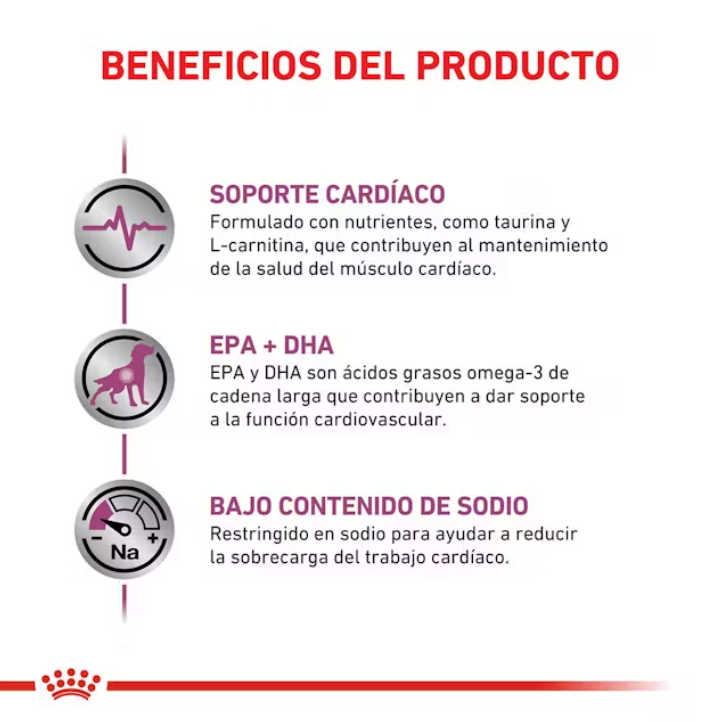 BENEFICIOS DEL PRODUCTO
SOPORTE CARDÍACO
Formulado con nutrientes, como taurina y
L-carnitina, que contribuyen al mantenimiento
de la salud del músculo cardíaco.
EPA + DHA
EPA y DHA son ácidos grasos omega-3 de
cadena larga que contribuyen a dar soporte
a la función cardiovascular.
BAJO CONTENIDO DE SODIO
Restringido en sodio para ayudar a reducir
la sobrecarga del trabajo cardíaco.
- +
Na